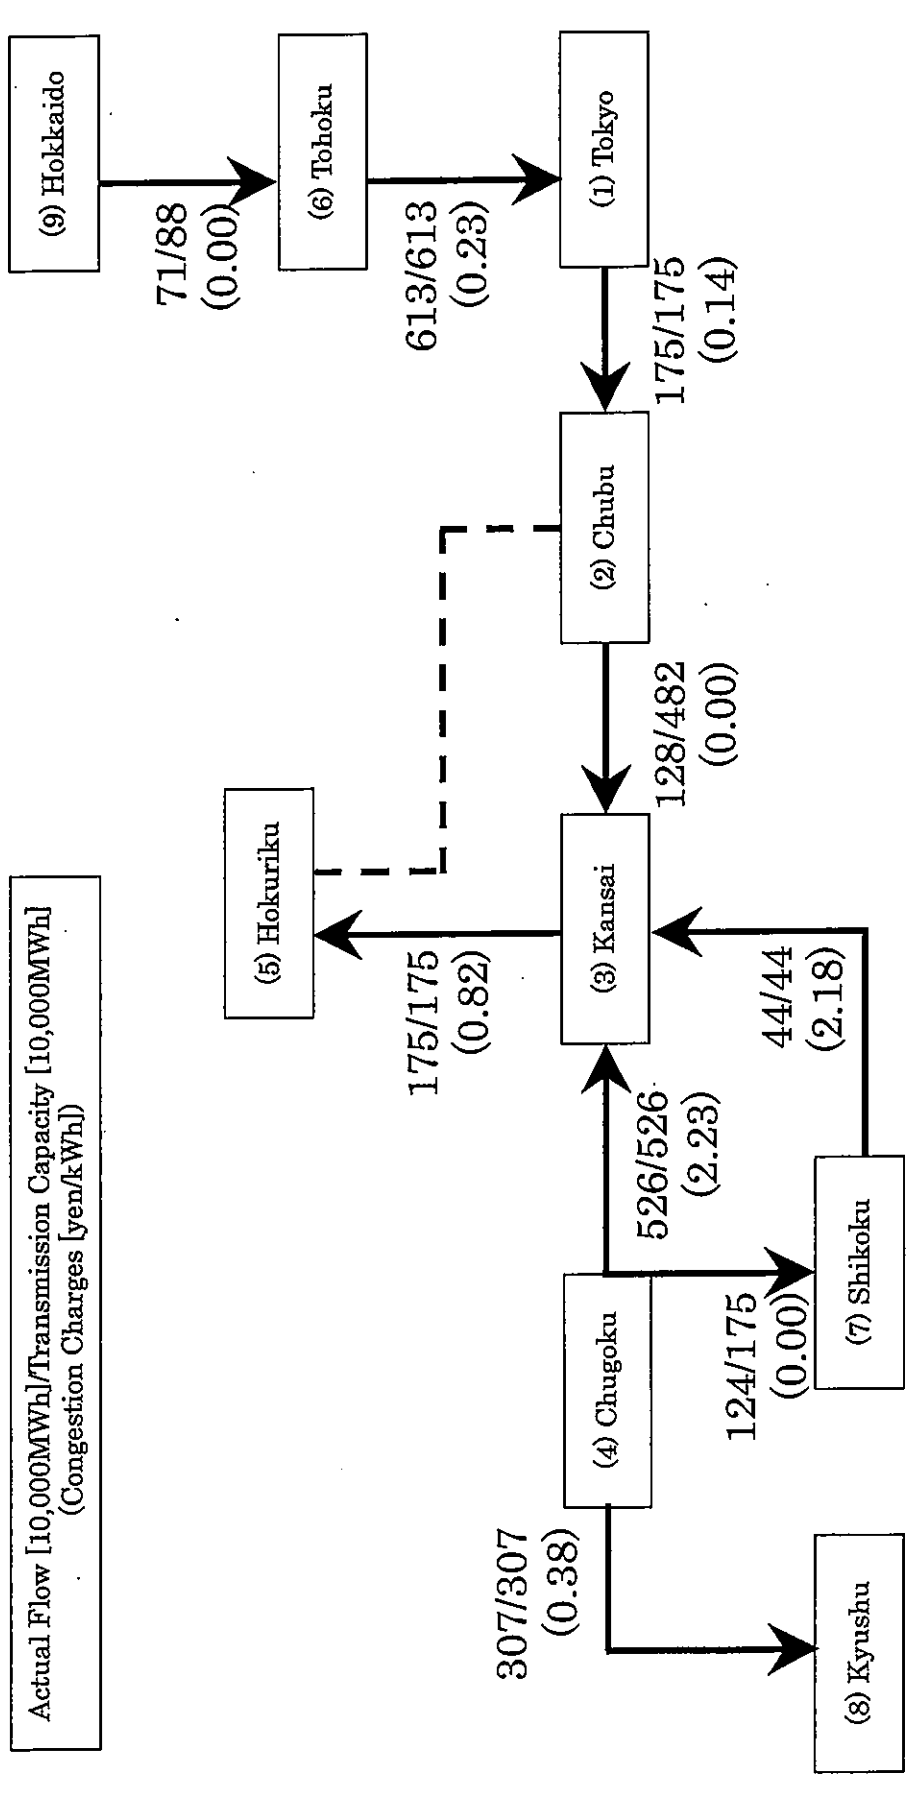 Actual Flow [10,000MWh]/Transmission Capacity [10,000MWh]
(Congestion Charges [yen/kWh])
(9) Hokkaido
71/88
(0.00)
(5) Hokuriku
(6) Tohoku
175/175
(0.82)
613/613
(0.23)
307/307
(0.38)
(4) Chugoku
(3) Kansai
(2) Chubu
(1) Tokyo
526/526
(2.23)
128/482
(0.00)
175/175
(0.14)
124/175
(0.00)
44/44
(2.18)
(8) Kyushu
(7) Shikoku